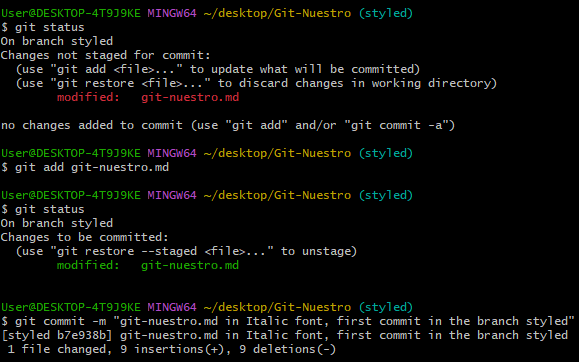 User@DESKTOP-4T9J9KE MINGW64 ~/desktop/Git-Nuestro (styled)
$ git status
On branch styled
Changes not staged for commit:
  (use "git add <file>..." to update what will be committed)
  (use "git restore <file>..." to discard changes in working directory)
        modified:   git-nuestro.md

no changes added to commit (use "git add" and/or "git commit -a")

User@DESKTOP-4T9J9KE MINGW64 ~/desktop/Git-Nuestro (styled)
$ git add git-nuestro.md

User@DESKTOP-4T9J9KE MINGW64 ~/desktop/Git-Nuestro (styled)
$ git status
On branch styled
Changes to be committed:
  (use "git restore --staged <file>..." to unstage)
        modified:   git-nuestro.md


User@DESKTOP-4T9J9KE MINGW64 ~/desktop/Git-Nuestro (styled)
$ git commit -m "git-nuestro.md in Italic font, first commit in the branch styled"
[styled b7e938b] git-nuestro.md in Italic font, first commit in the branch styled
 1 file changed, 9 insertions(+), 9 deletions(-)